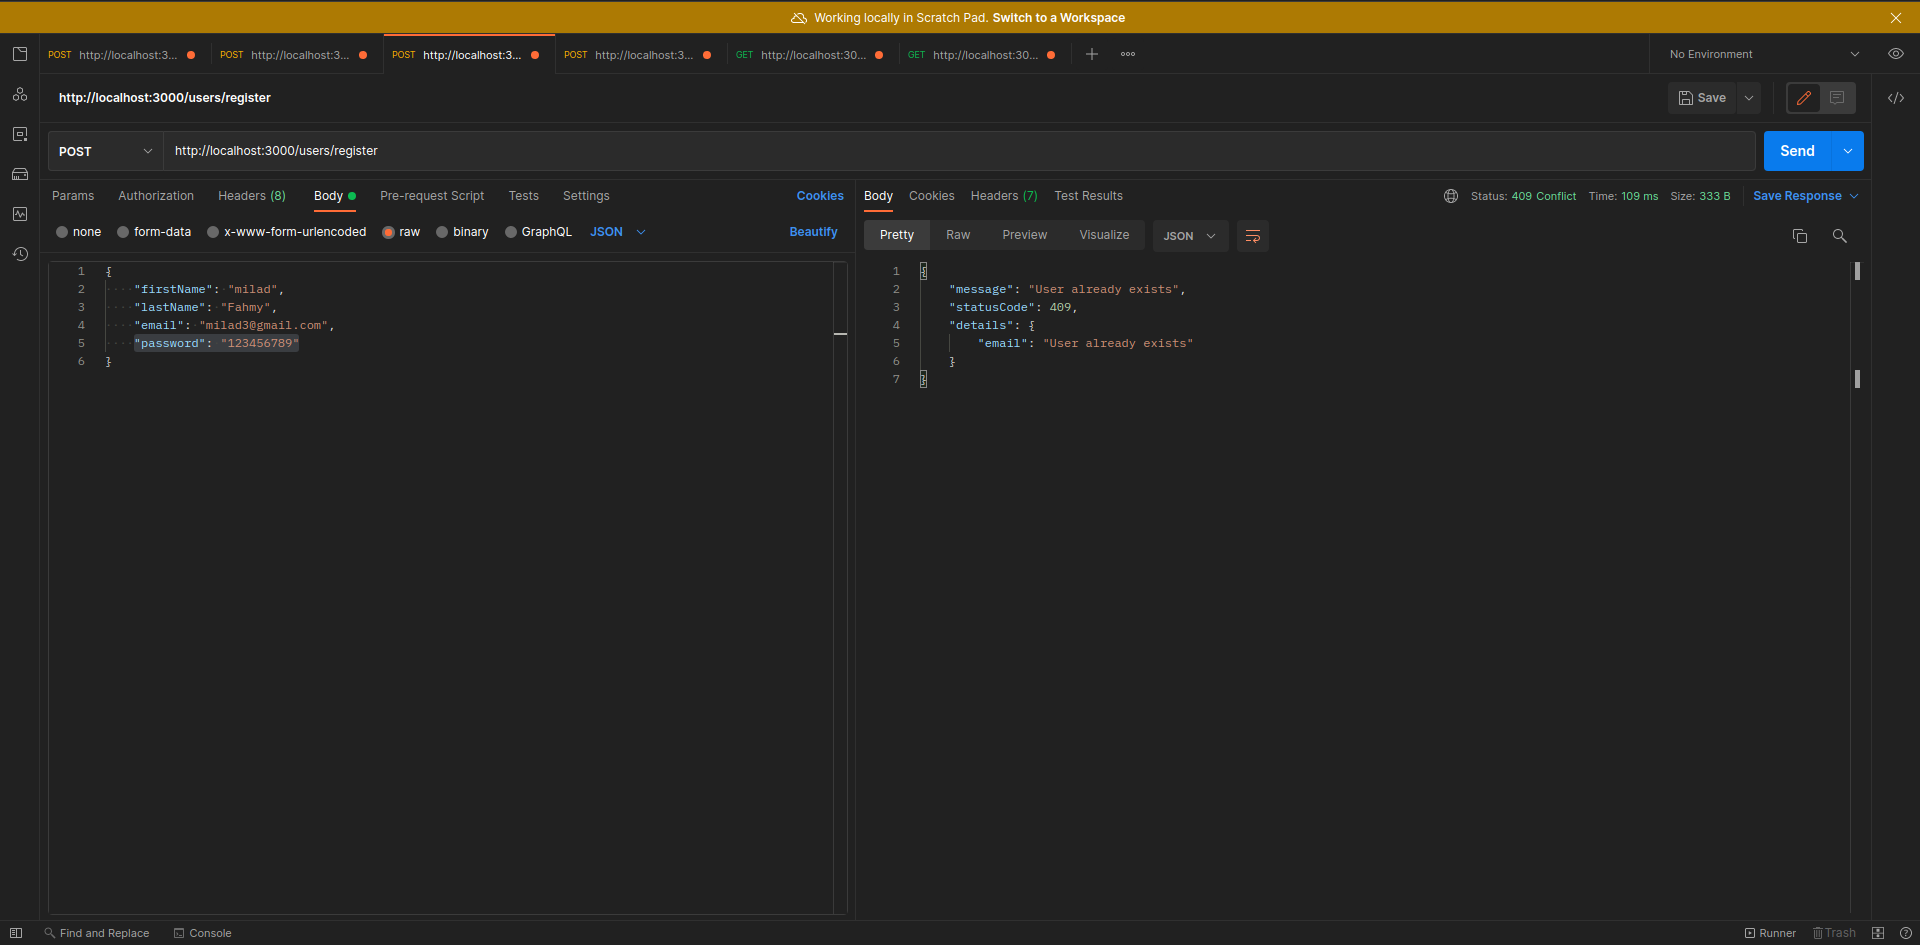 Working locally in Scratch Pad. Switch to a Workspace
POST http://localhost:3... POST http://localhost:3... POST http://localhost:3... POST http://localhost:3... GET http://localhost:30... GET http://localhost:30... No Environment
http://localhost:3000/users/register Save
POST http://localhost:3000/users/register Send
Params Authorization Headers (8) Body Pre-request Script Tests Settings Cookies
none form-data x-www-form-urlencoded raw binary GraphQL JSON Beautify
1 {
2 "firstName": "milad",
3 "lastName": "Fahmy",
4 "email": "milad3@gmail.com",
5 "password": "123456789"
6 }
Body Cookies Headers (7) Test Results Status: 409 Conflict Time: 109 ms Size: 333 B Save Response
Pretty Raw Preview Visualize JSON
1 {
2 "message": "User already exists",
3 "statusCode": 409,
4 "details": {
5 "email": "User already exists"
6 }
7 }
Find and Replace Console Runner Trash